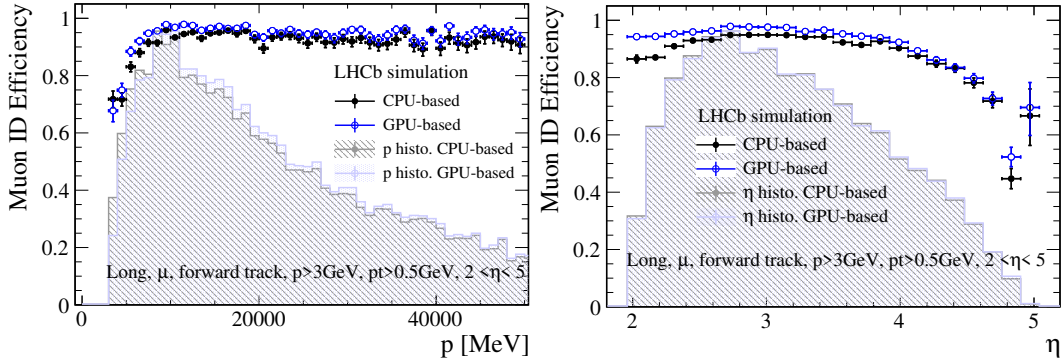 Muon ID Efficiency
1
0.8
0.6
0.4
0.2
0
LHCb simulation
CPU-based
GPU-based
p histo. CPU-based
p histo. GPU-based
Long, μ, forward track, p>3GeV, pt>0.5GeV, 2 <η< 5
0 20000 40000
p [MeV]
Muon ID Efficiency
1
0.8
0.6
0.4
0.2
0
LHCb simulation
CPU-based
GPU-based
η histo. CPU-based
η histo. GPU-based
Long, μ, forward track, p>3GeV, pt>0.5GeV, 2 <η< 5
2 3 4 5
η